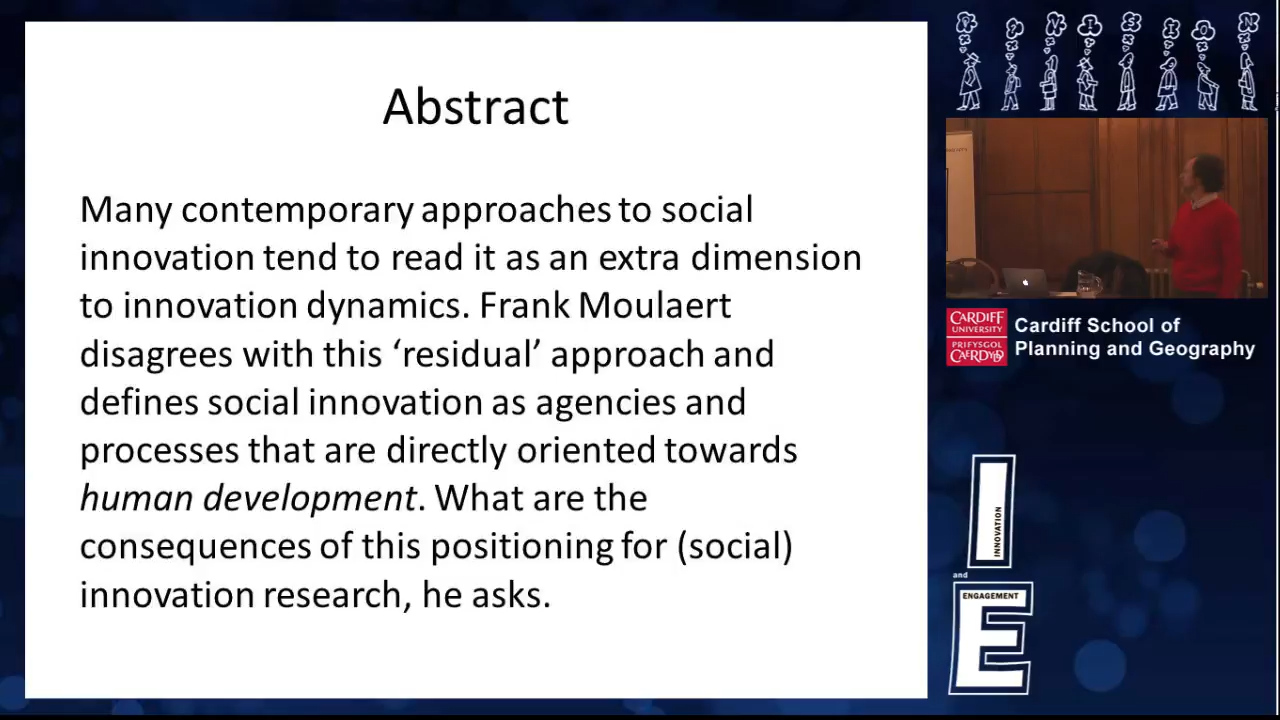 Abstract
Many contemporary approaches to social
innovation tend to read it as an extra dimension
to innovation dynamics. Frank Moulaert
disagrees with this ‘residual’ approach and
defines social innovation as agencies and
processes that are directly oriented towards
human development. What are the
consequences of this positioning for (social)
innovation research, he asks.
CARDIFF
UNIVERSITY
PRIFYSGOL
CAERDYDD
Cardiff School of
Planning and Geography
I
INNOVATION
and
ENGAGEMENT
E